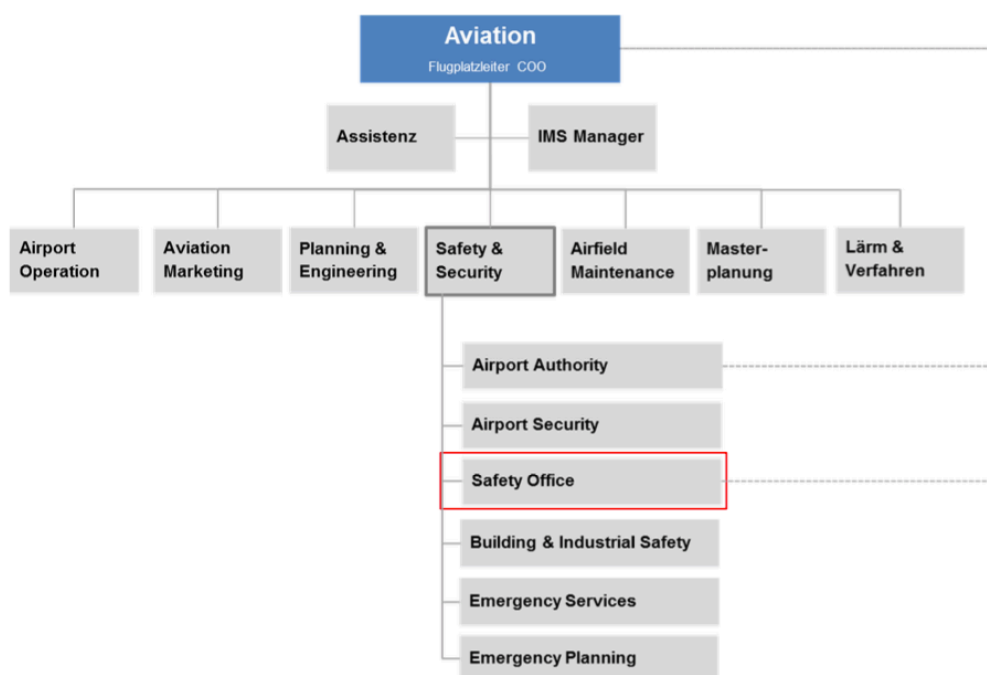 Aviation
Flugplatzleiter COO
Assistenz
IMS Manager
Airport
Operation
Aviation
Marketing
Planning &
Engineering
Safety &
Security
Airfield
Maintenance
Master-
planung
Lärm &
Verfahren
Airport Authority
Airport Security
Safety Office
Building & Industrial Safety
Emergency Services
Emergency Planning